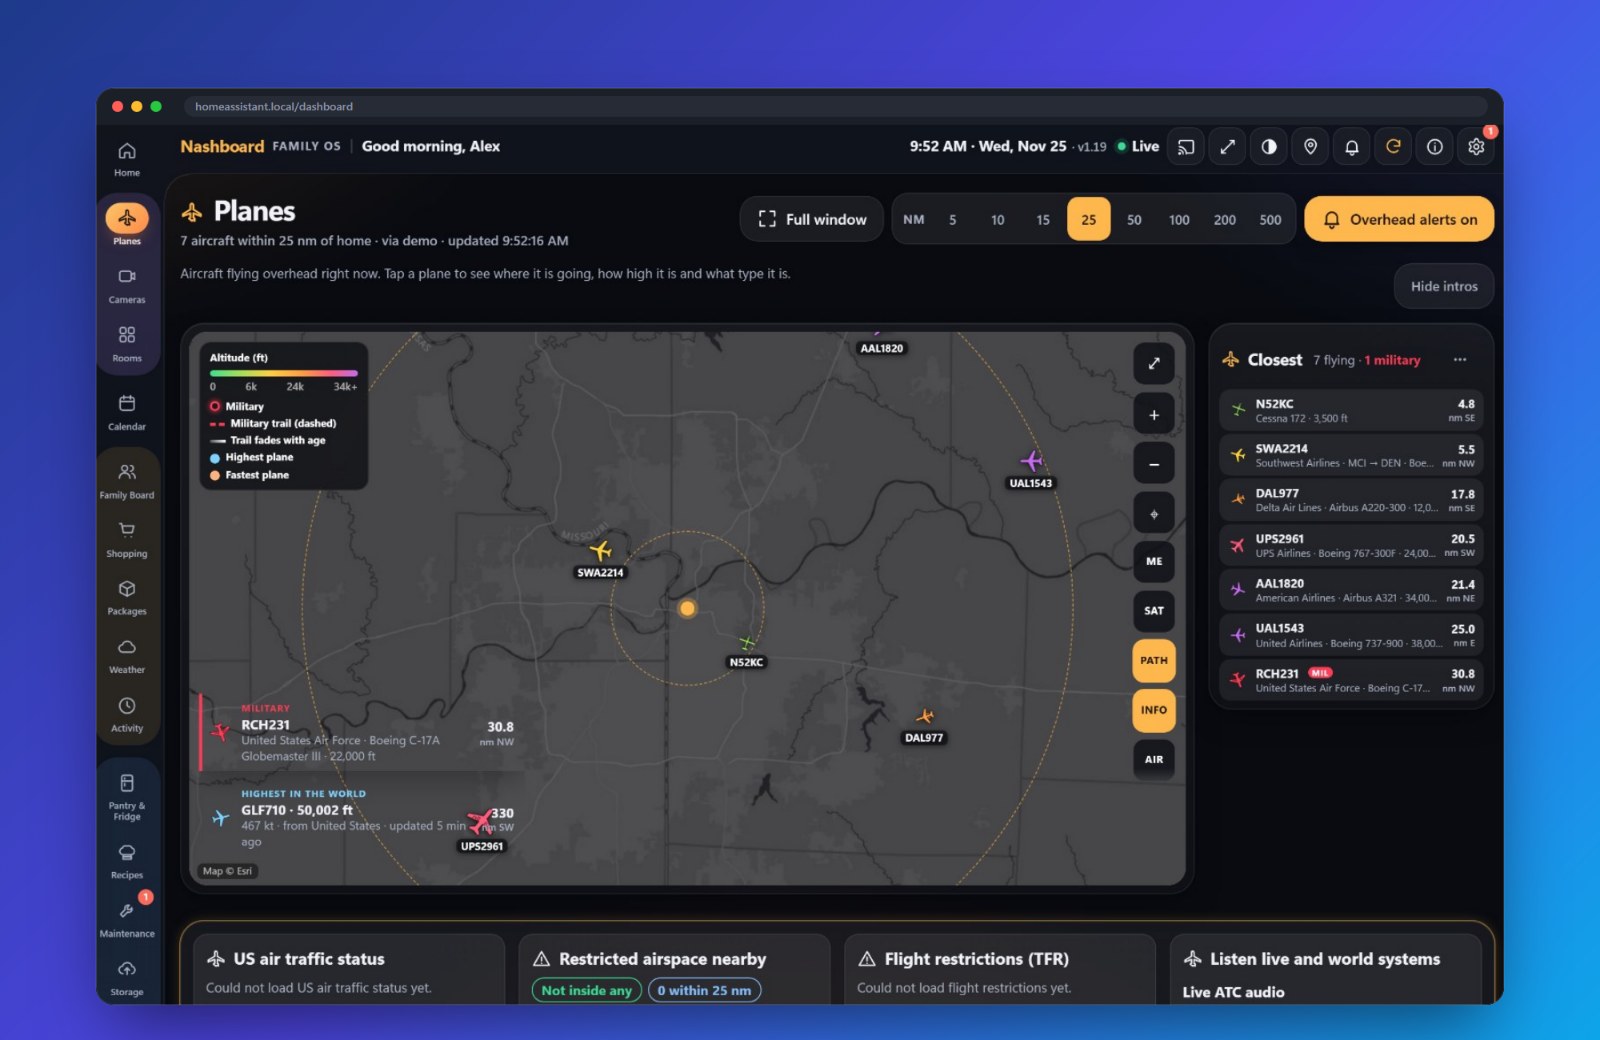 homeassistant.local/dashboard
Nashboard FAMILY OS Good morning, Alex
9:52 AM · Wed, Nov 25 · v1.19 Live
1
Home
Planes
Cameras
Rooms
Calendar
Family Board
Shopping
Packages
Weather
Activity
Pantry &
Fridge
Recipes
1
Maintenance
Storage
Planes
7 aircraft within 25 nm of home · via demo · updated 9:52:16 AM
Full window
NM 5 10 15 25 50 100 200 500
Overhead alerts on
Aircraft flying overhead right now. Tap a plane to see where it is going, how high it is and what type it is.
Hide intros
Altitude (ft)
0 6k 24k 34k+
Military
Military trail (dashed)
Trail fades with age
Highest plane
Fastest plane
AAL1820
UAL1543
MISSOURI
SWA2214
N52KC
DAL977
UPS2961
MILITARY
RCH231
United States Air Force · Boeing C-17A
Globemaster III · 22,000 ft
30.8
nm NW
HIGHEST IN THE WORLD
GLF710 · 50,002 ft
467 kt · from United States · updated 5 min
ago
330
nm SW
Map © Esri
+
−
ME
SAT
PATH
INFO
AIR
Closest 7 flying · 1 military ···
N52KC 4.8
Cessna 172 · 3,500 ft nm SE
SWA2214 5.5
Southwest Airlines · MCI → DEN · Boe... nm NW
DAL977 17.8
Delta Air Lines · Airbus A220-300 · 12,0... nm SE
UPS2961 20.5
UPS Airlines · Boeing 767-300F · 24,00... nm SW
AAL1820 21.4
American Airlines · Airbus A321 · 34,00... nm NE
UAL1543 25.0
United Airlines · Boeing 737-900 · 38,00... nm E
RCH231 MIL 30.8
United States Air Force · Boeing C-17... nm NW
US air traffic status
Could not load US air traffic status yet.
Restricted airspace nearby
Not inside any 0 within 25 nm
Flight restrictions (TFR)
Could not load flight restrictions yet.
Listen live and world systems
Live ATC audio